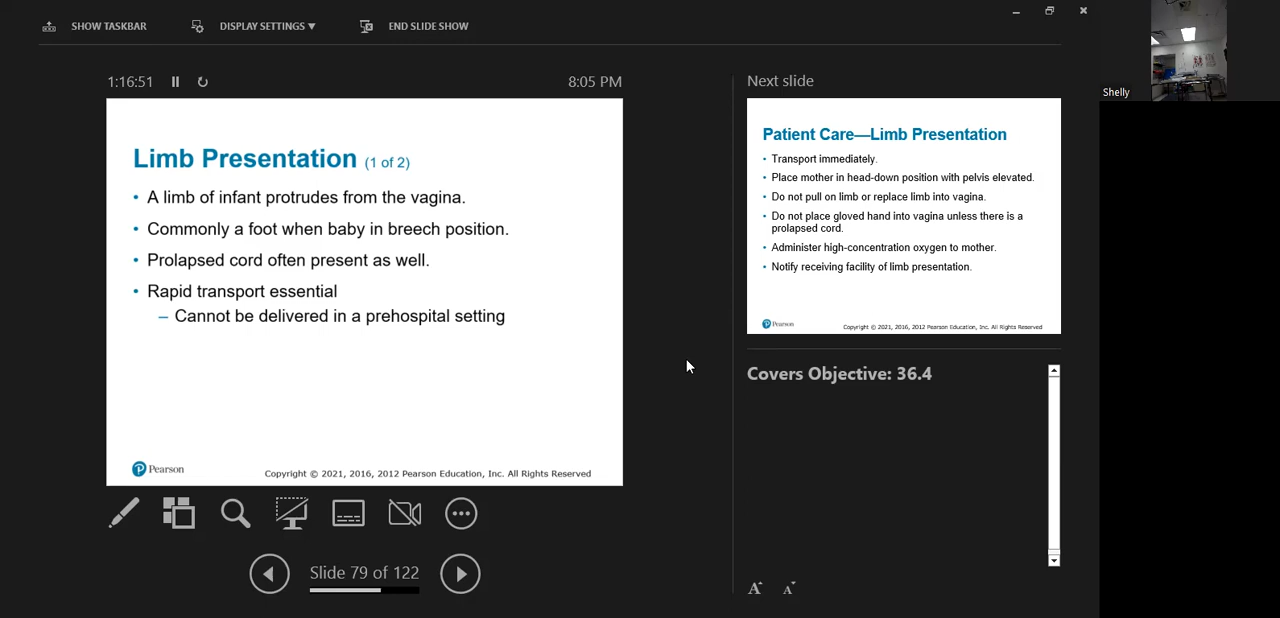 SHOW TASKBAR
DISPLAY SETTINGS ▼
END SLIDE SHOW
Shelly
1:16:51
8:05 PM
Limb Presentation (1 of 2)
• A limb of infant protrudes from the vagina.
• Commonly a foot when baby in breech position.
• Prolapsed cord often present as well.
• Rapid transport essential
– Cannot be delivered in a prehospital setting
Pearson
Copyright © 2021, 2016, 2012 Pearson Education, Inc. All Rights Reserved
Slide 79 of 122
Next slide
Patient Care—Limb Presentation
• Transport immediately.
• Place mother in head-down position with pelvis elevated.
• Do not pull on limb or replace limb into vagina.
• Do not place gloved hand into vagina unless there is a
prolapsed cord.
• Administer high-concentration oxygen to mother.
• Notify receiving facility of limb presentation.
Pearson
Copyright © 2021, 2016, 2012 Pearson Education, Inc. All Rights Reserved
Covers Objective: 36.4
A A